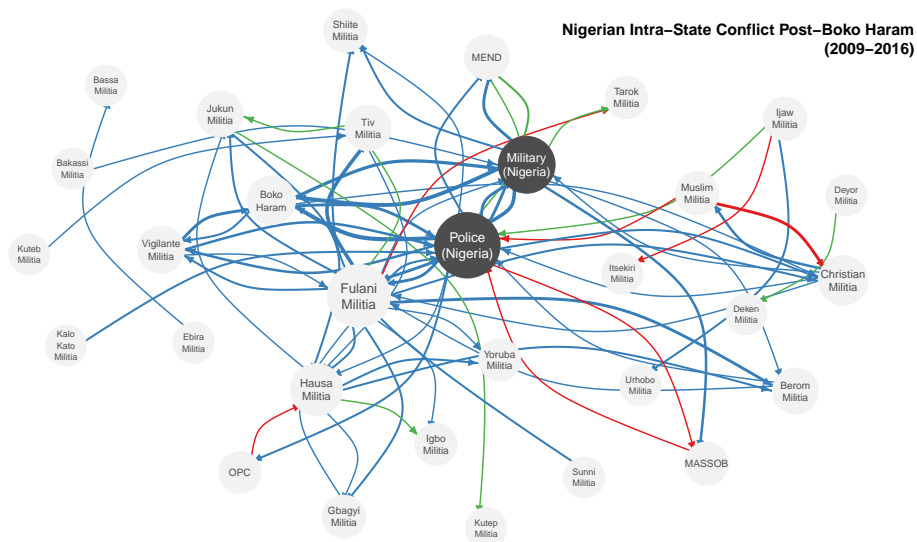 Nigerian Intra−State Conflict Post−Boko Haram
(2009−2016)
Shiite
Militia
MEND
Bassa
Militia
Tarok
Militia
Jukun
Militia
Tiv
Militia
Ijaw
Militia
Military
(Nigeria)
Bakassi
Militia
Boko
Haram
Muslim
Militia
Deyor
Militia
Kuteb
Militia
Vigilante
Militia
Police
(Nigeria)
Itsekiri
Militia
Christian
Militia
Fulani
Militia
Deken
Militia
Kalo
Kato
Militia
Ebira
Militia
Yoruba
Militia
Hausa
Militia
Urhobo
Militia
Berom
Militia
Igbo
Militia
OPC
Sunni
Militia
MASSOB
Gbagyi
Militia
Kutep
Militia